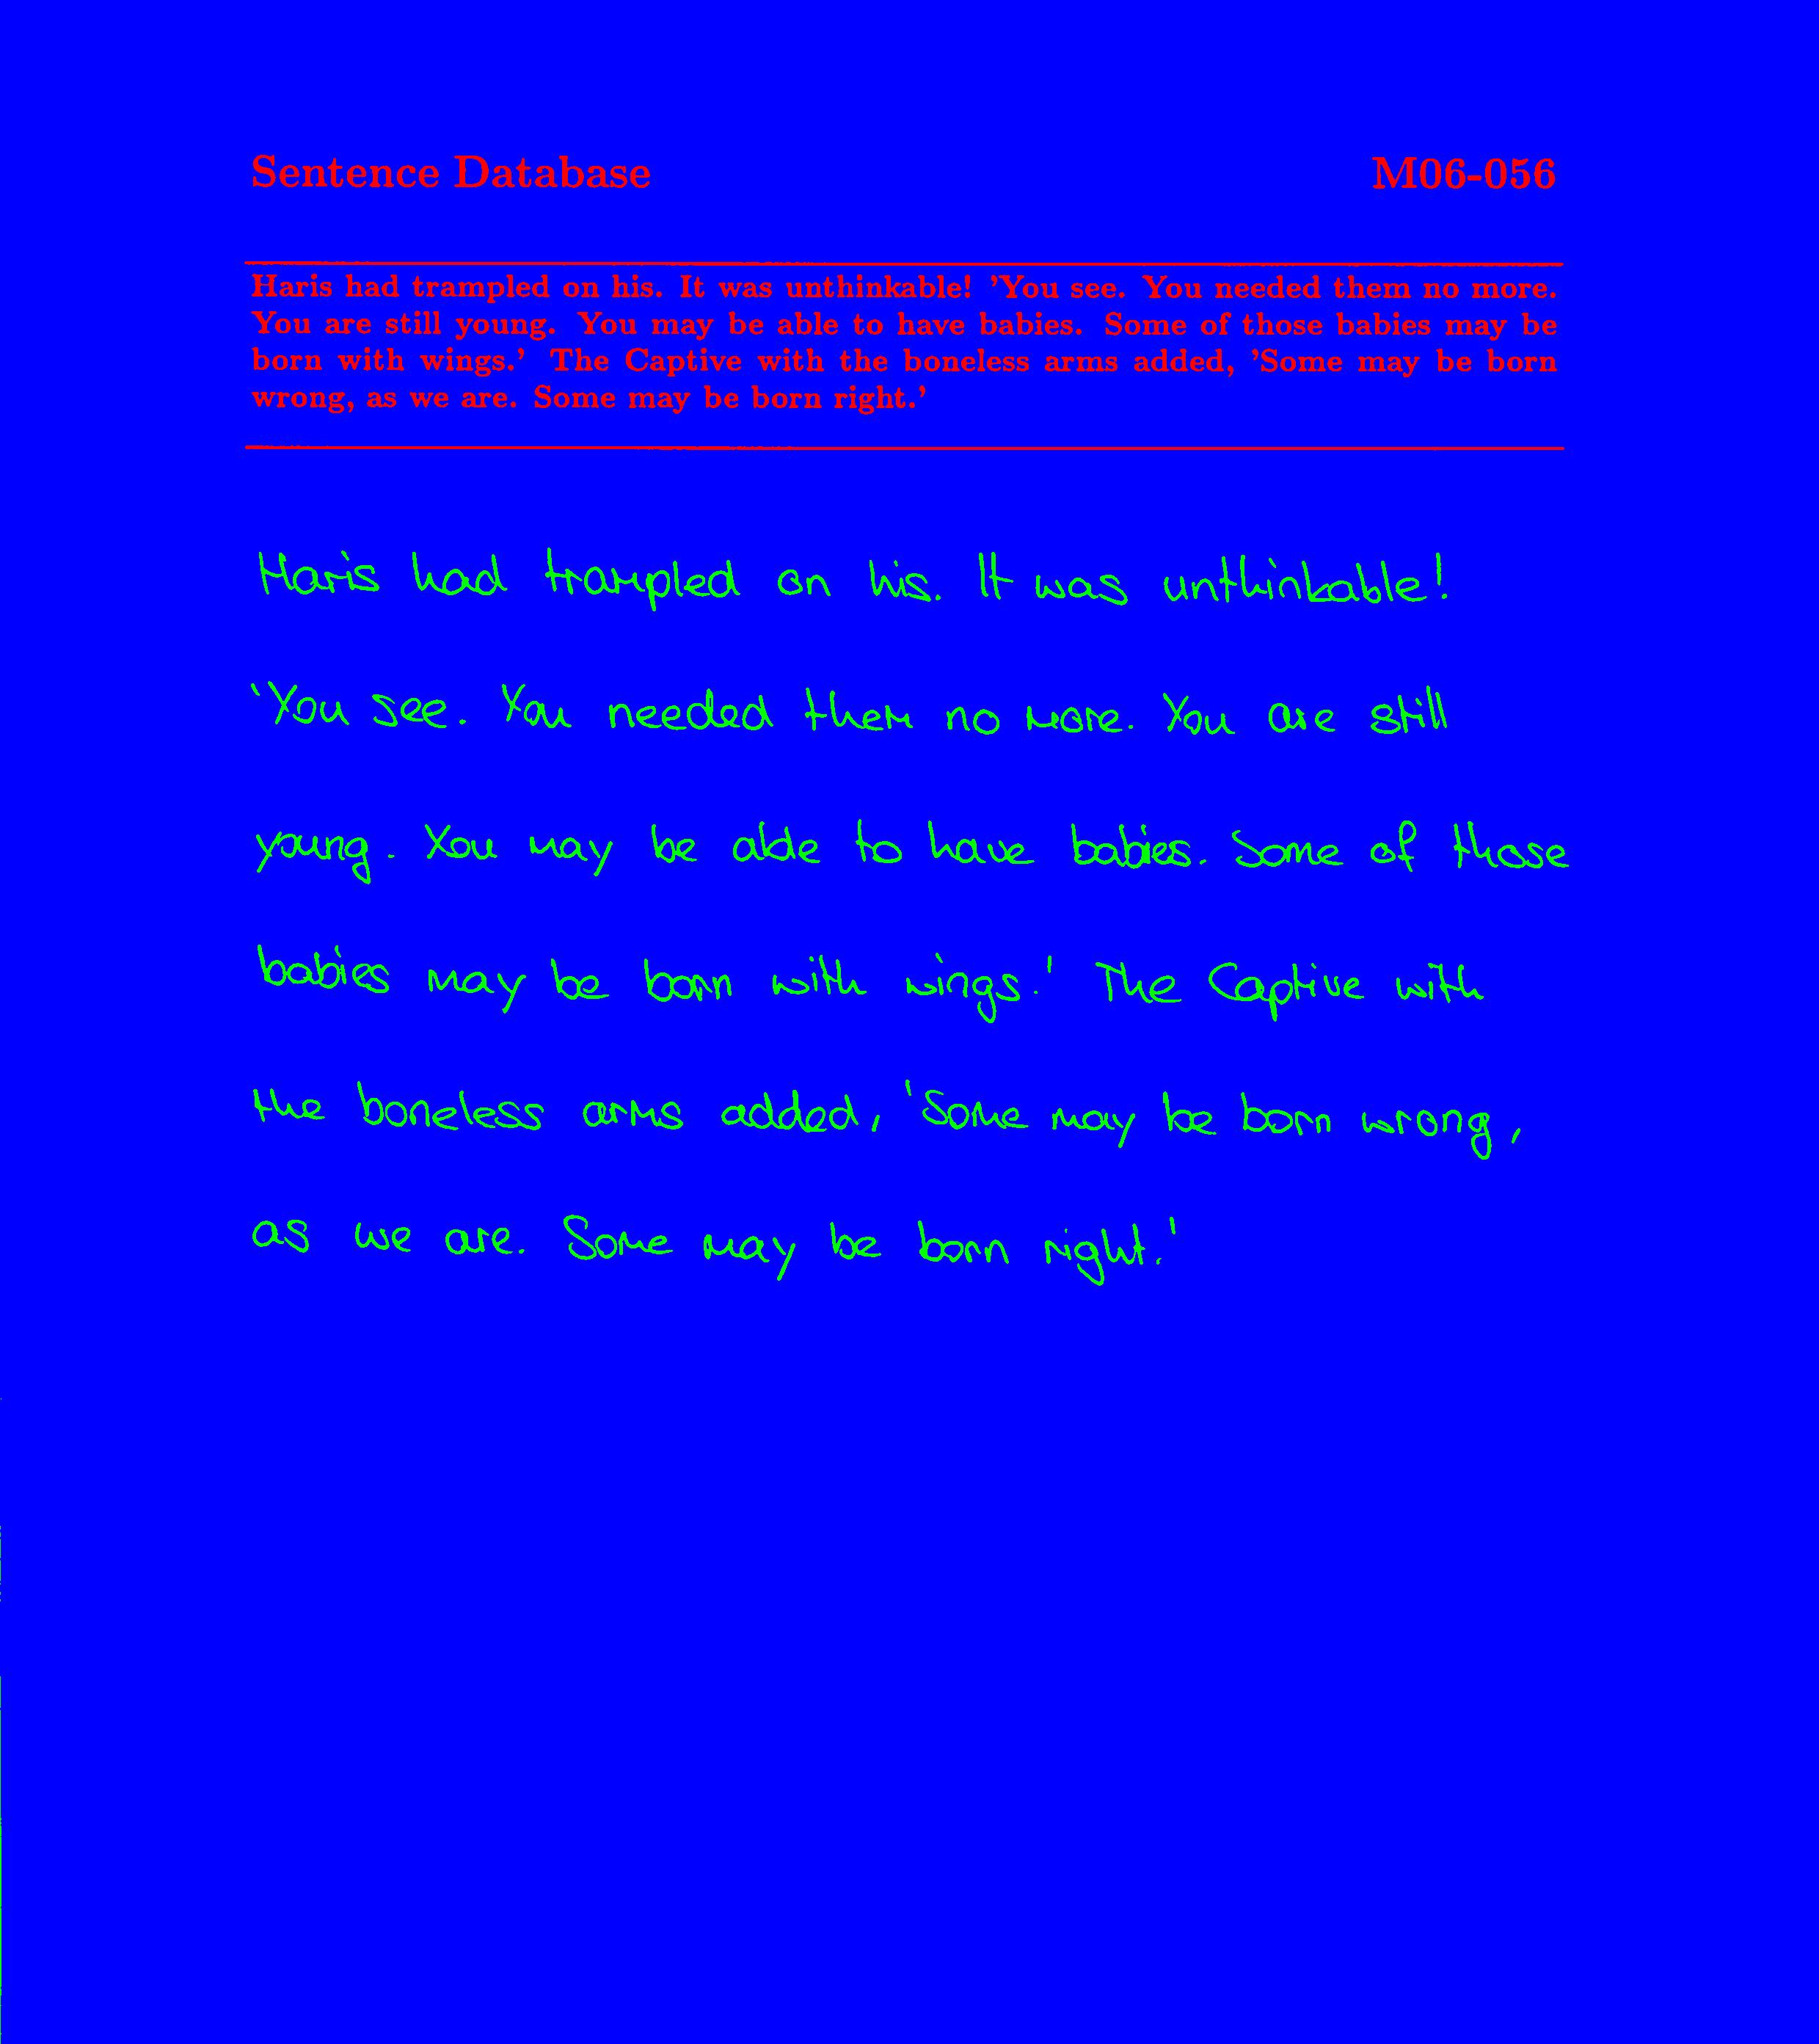 Sentence Database M06-056
Haris had trampled on his. It was unthinkable! 'You see. You needed them no more.
You are still young. You may be able to have babies. Some of those babies may be
born with wings.' The Captive with the boneless arms added, 'Some may be born
wrong, as we are. Some may be born right.'
Haris had trampled on his. It was unthinkable!
'You see. You needed them no more. You are still
young. You may be able to have babies. Some of those
babies may be born with wings.' The Captive with
the boneless arms added, 'Some may be born wrong,
as we are. Some may be born right.'